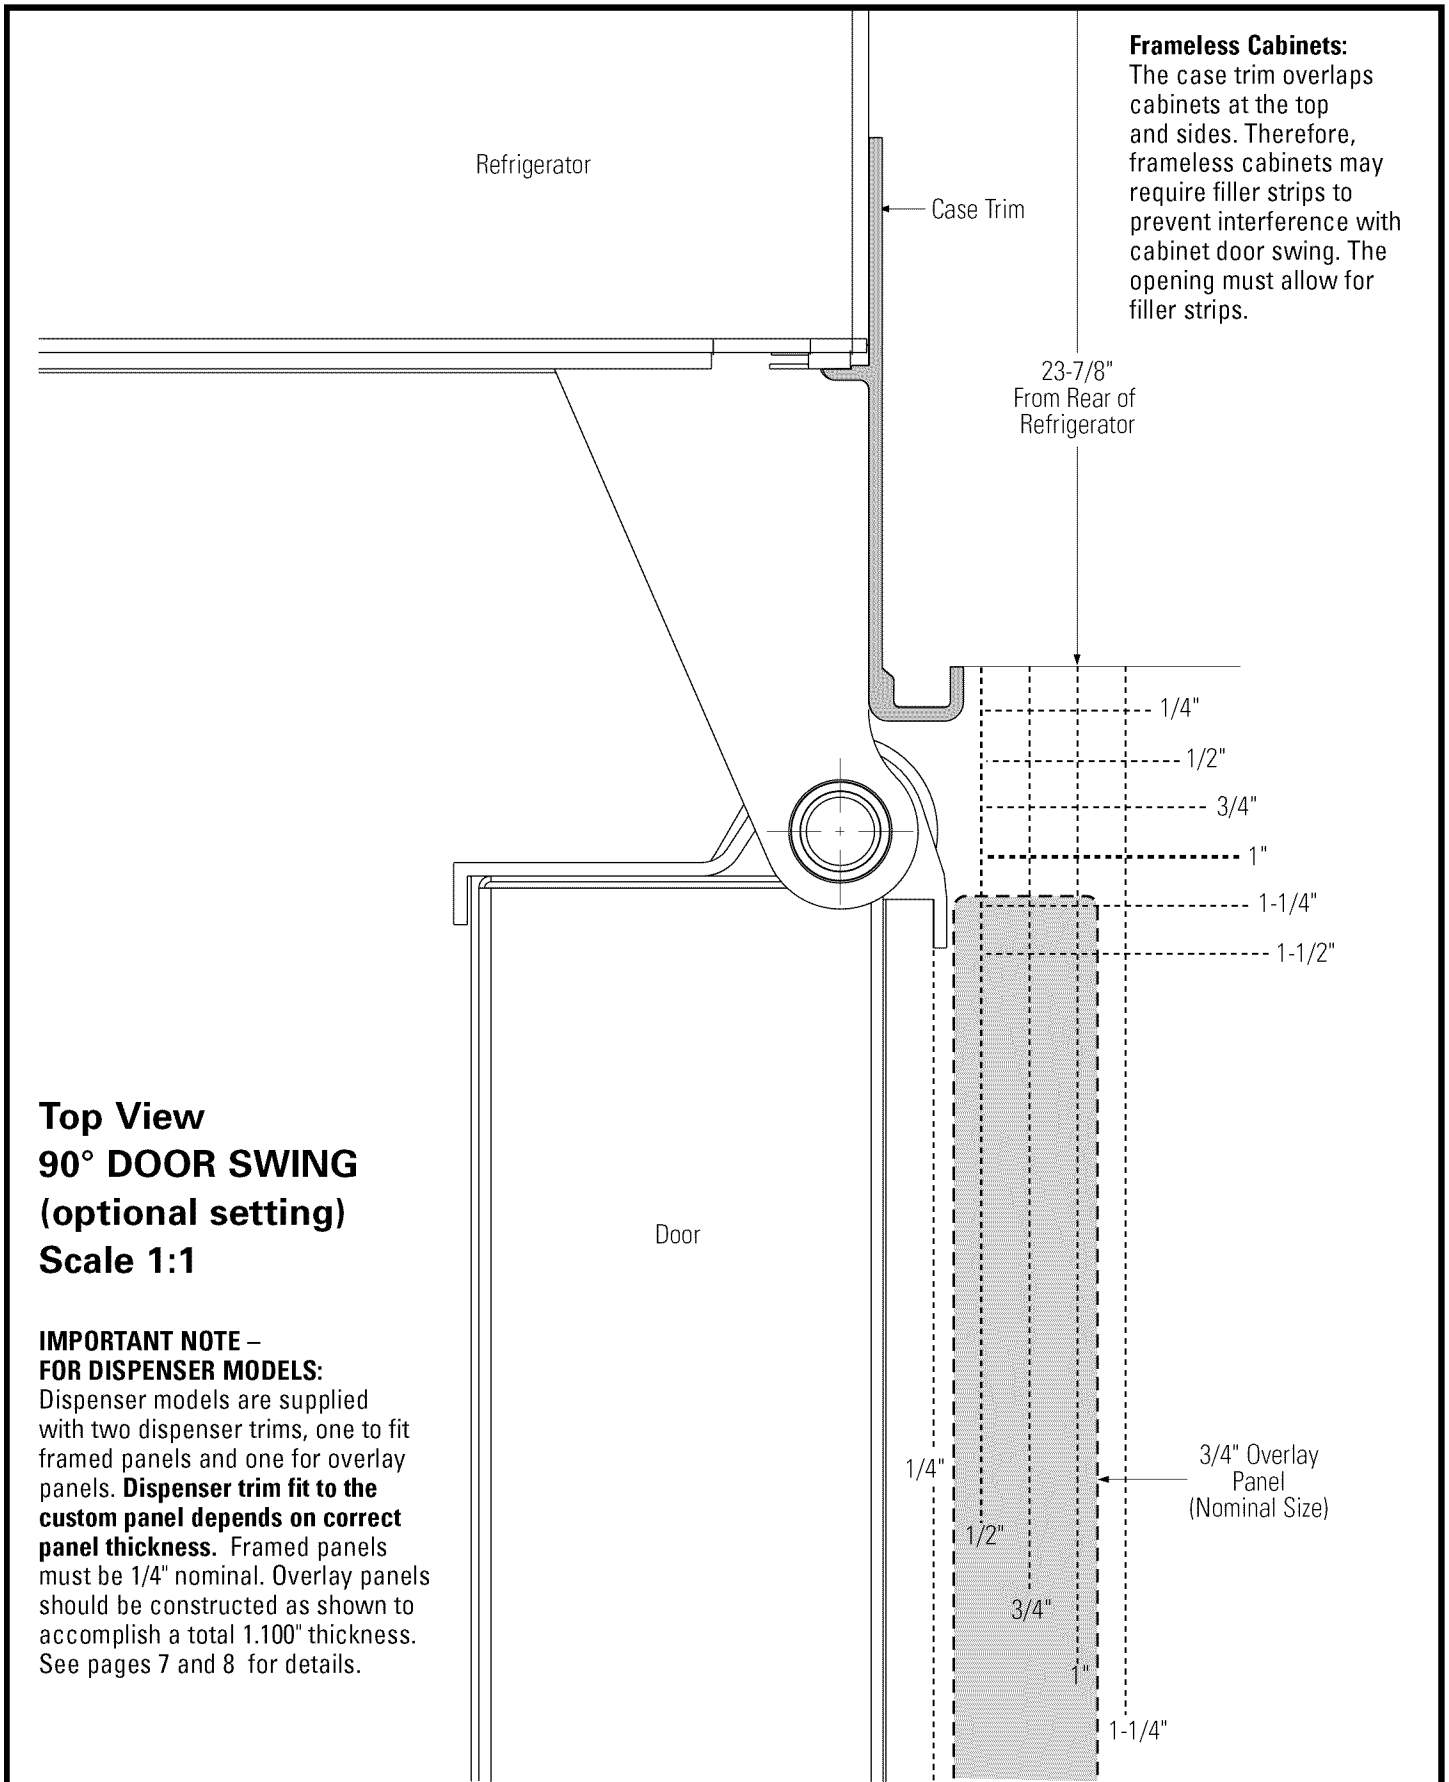 Frameless Cabinets:
The case trim overlaps
cabinets at the top
and sides. Therefore,
frameless cabinets may
require filler strips to
prevent interference with
cabinet door swing. The
opening must allow for
filler strips.
Refrigerator
Case Trim
23-7/8"
From Rear of
Refrigerator
1/4"
1/2"
3/4"
1"
1-1/4"
1-1/2"
Top View
90° DOOR SWING
(optional setting)
Scale 1:1
Door
IMPORTANT NOTE –
FOR DISPENSER MODELS:
Dispenser models are supplied
with two dispenser trims, one to fit
framed panels and one for overlay
panels. Dispenser trim fit to the
custom panel depends on correct
panel thickness. Framed panels
must be 1/4" nominal. Overlay panels
should be constructed as shown to
accomplish a total 1.100" thickness.
See pages 7 and 8 for details.
3/4" Overlay
Panel
(Nominal Size)
1/4"
1/2"
3/4"
1"
1-1/4"